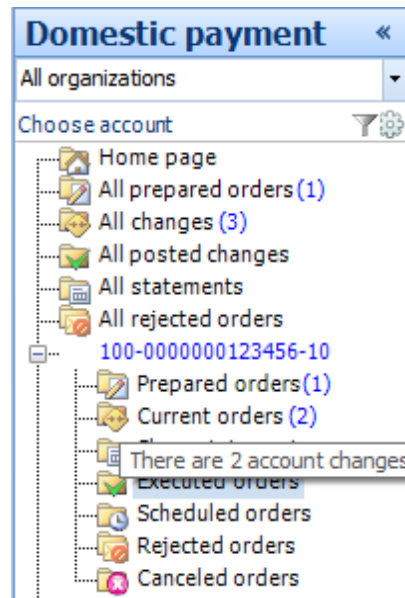 Domestic payment «
All organizations
Choose account
Home page
All prepared orders (1)
All changes (3)
All posted changes
All statements
All rejected orders
100-0000000123456-10
Prepared orders(1)
Current orders (2)
There are 2 account changes
Executed orders
Scheduled orders
Rejected orders
Canceled orders